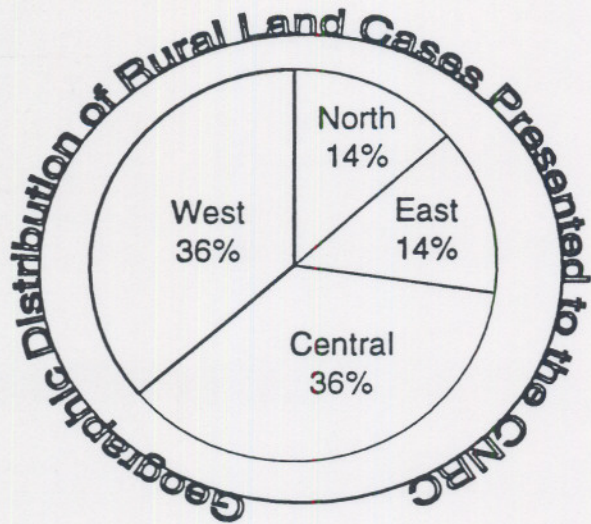 Geographic Distribution of Rural Land Cases Presented to the CNRC
North
14%
East
14%
Central
36%
West
36%